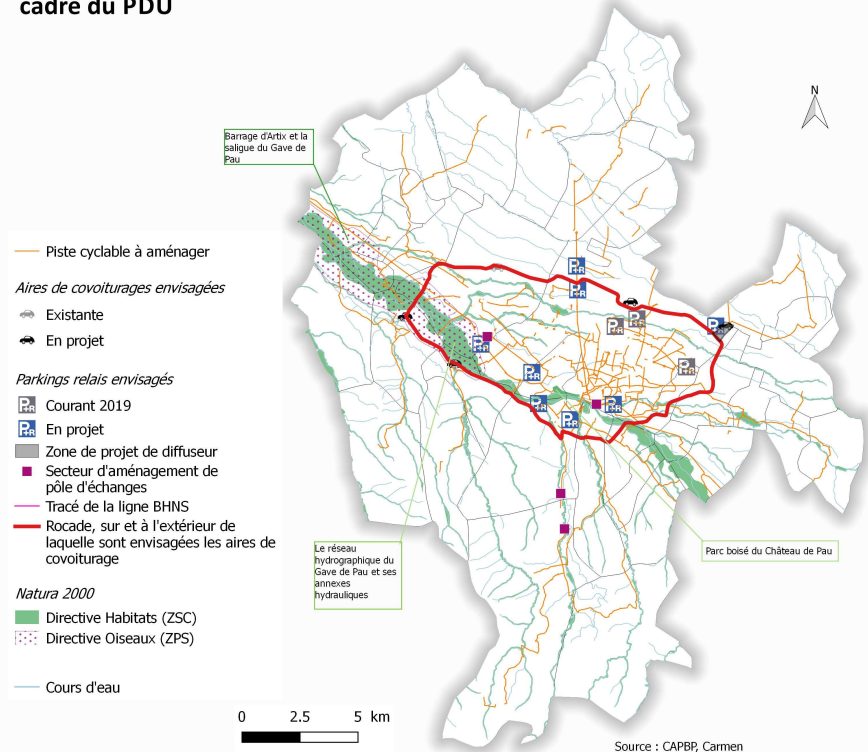 cadre du PDU
N
Barrage d'Artix et la
saligue du Gave de
Pau
Piste cyclable à aménager
Aires de covoiturages envisagées
Existante
En projet
Parkings relais envisagés
P+R Courant 2019
P+R En projet
Zone de projet de diffuseur
Secteur d'aménagement de
pôle d'échanges
Tracé de la ligne BHNS
Rocade, sur et à l'extérieur de
laquelle sont envisagées les aires de
covoiturage
Natura 2000
Directive Habitats (ZSC)
Directive Oiseaux (ZPS)
Cours d'eau
P+R
P+R
P+R
P+R
P+R
P+R
P+R
P+R
P+R
P+R
P+R
Le réseau
hydrographique du
Gave de Pau et ses
annexes
hydrauliques
Parc boisé du Château de Pau
0 2.5 5 km
Source : CAPBP, Carmen